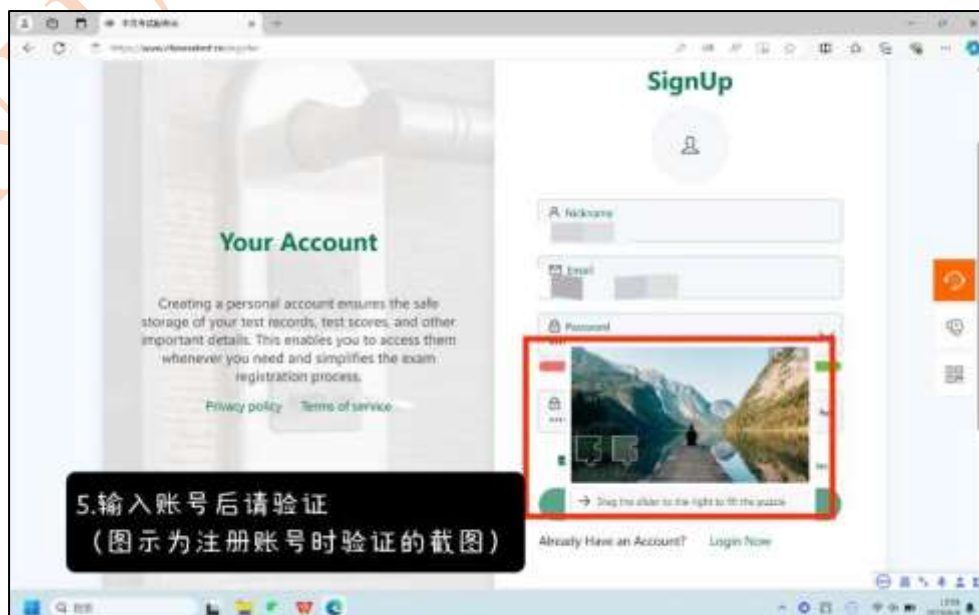 SignUp
Nickname
Your Account
Email
Creating a personal account ensures the safe
storage of your test records, test scores, and other
important details. This enables you to access them
whenever you need and simplifies the exam
registration process.
Password
Privacy policy Terms of service
→ Drag the slider to the right to fit the puzzle
5.输入账号后请验证
(图示为注册账号时验证的截图)
Already Have an Account? Login Now